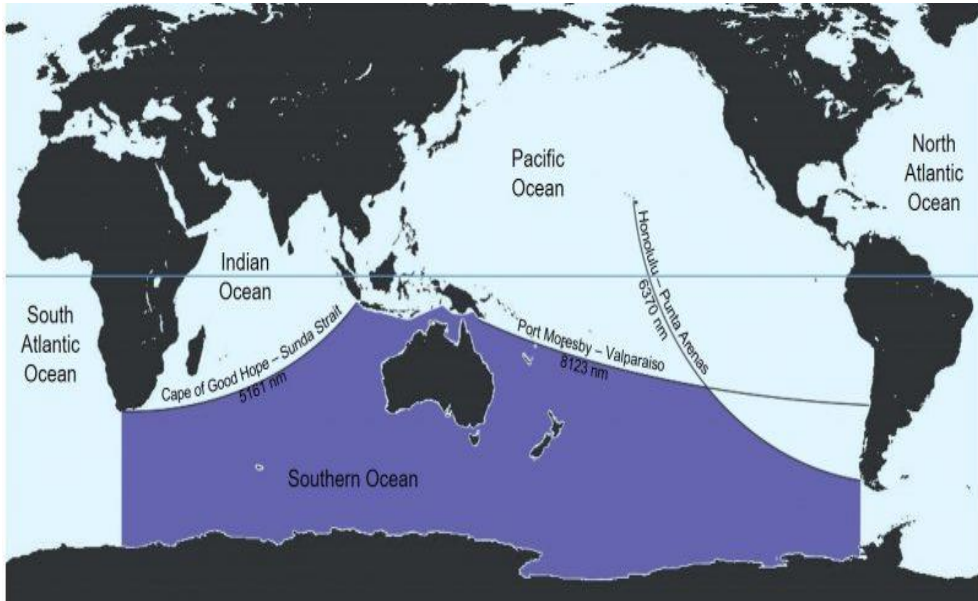 Pacific
Ocean
North
Atlantic
Ocean
Indian
Ocean
Honolulu – Punta Arenas
6370 nm
South
Atlantic
Ocean
Cape of Good Hope – Sunda Strait
5161 nm
Port Moresby – Valparaiso
8123 nm
Southern Ocean